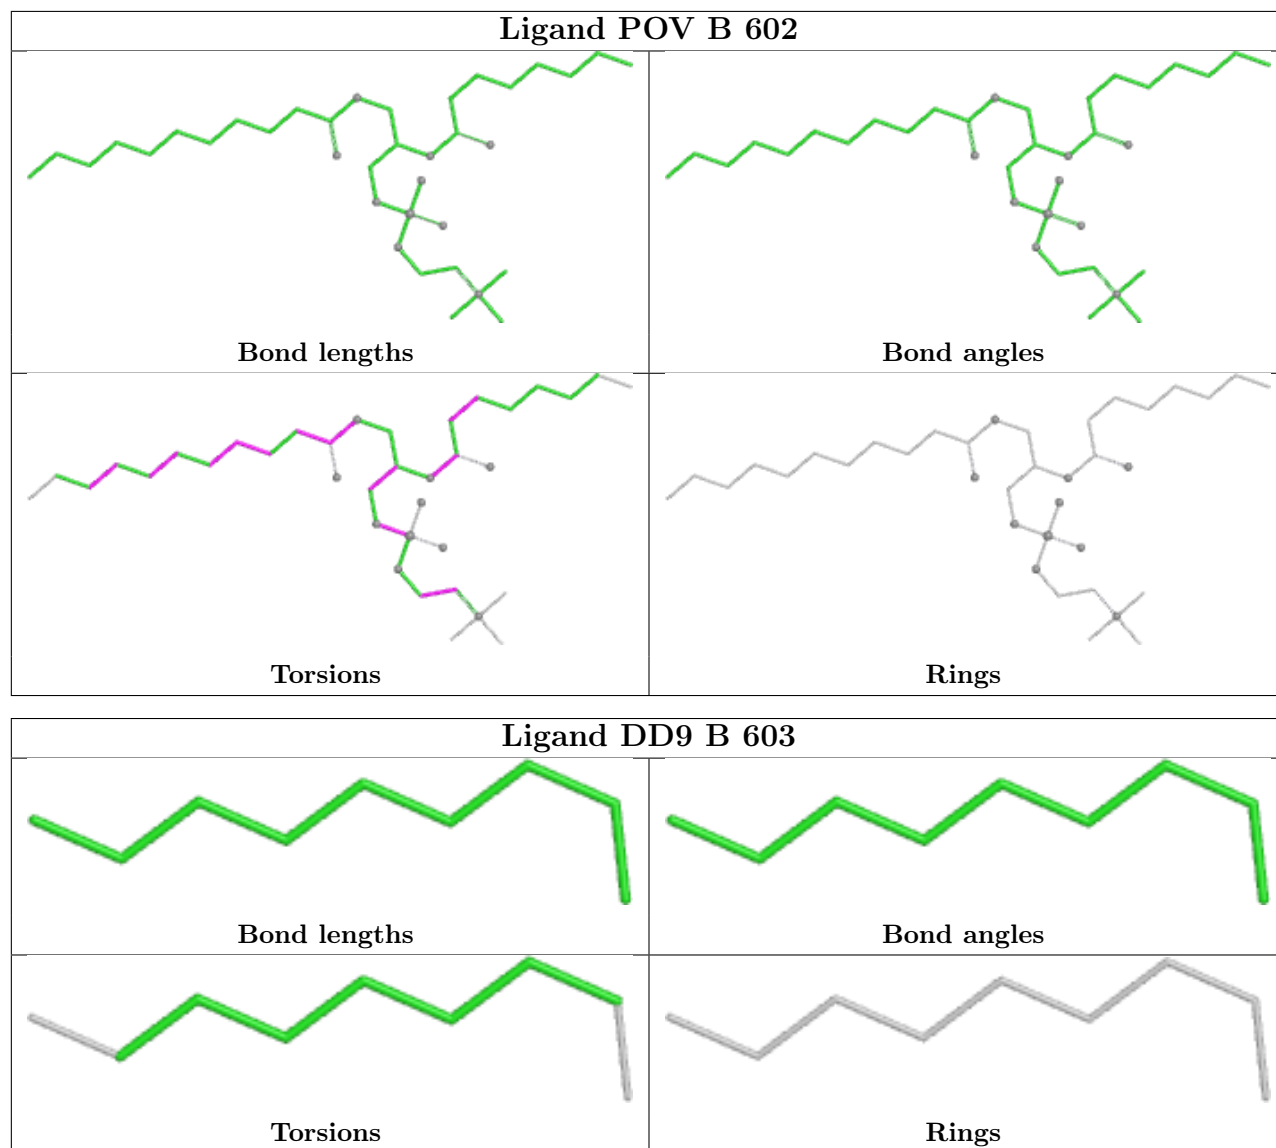 Ligand POV B 602
Bond lengths
Bond angles
Torsions
Rings
Ligand DD9 B 603
Bond lengths
Bond angles
Torsions
Rings